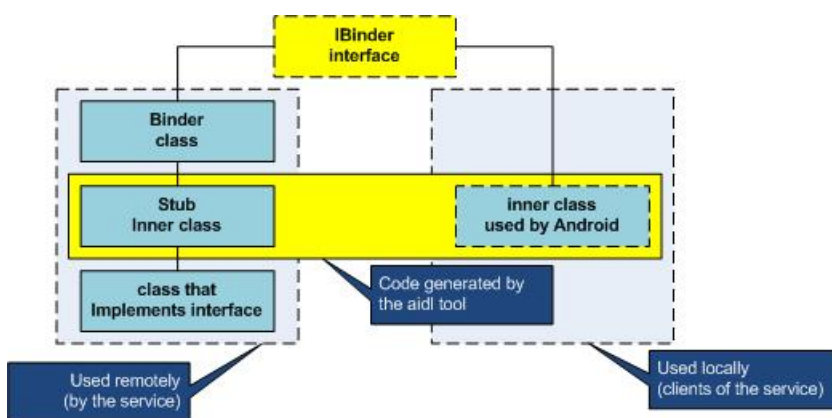 IBinder
interface
Binder
class
Stub
Inner class
inner class
used by Android
class that
Implements interface
Code generated by
the aidl tool
Used remotely
(by the service)
Used locally
(clients of the service)